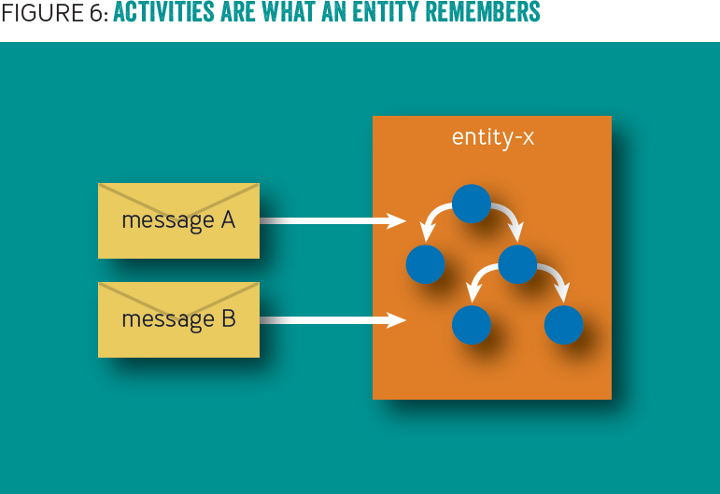 FIGURE 6: ACTIVITIES ARE WHAT AN ENTITY REMEMBERS
entity-x
message A
message B